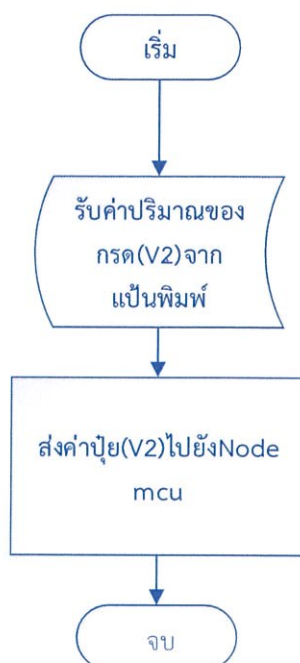 เริ่ม
รับค่าปริมาณของ
กรด(V2)จาก
แป้นพิมพ์
ส่งค่าปุ๋ย(V2)ไปยังNode
mcu
จบ